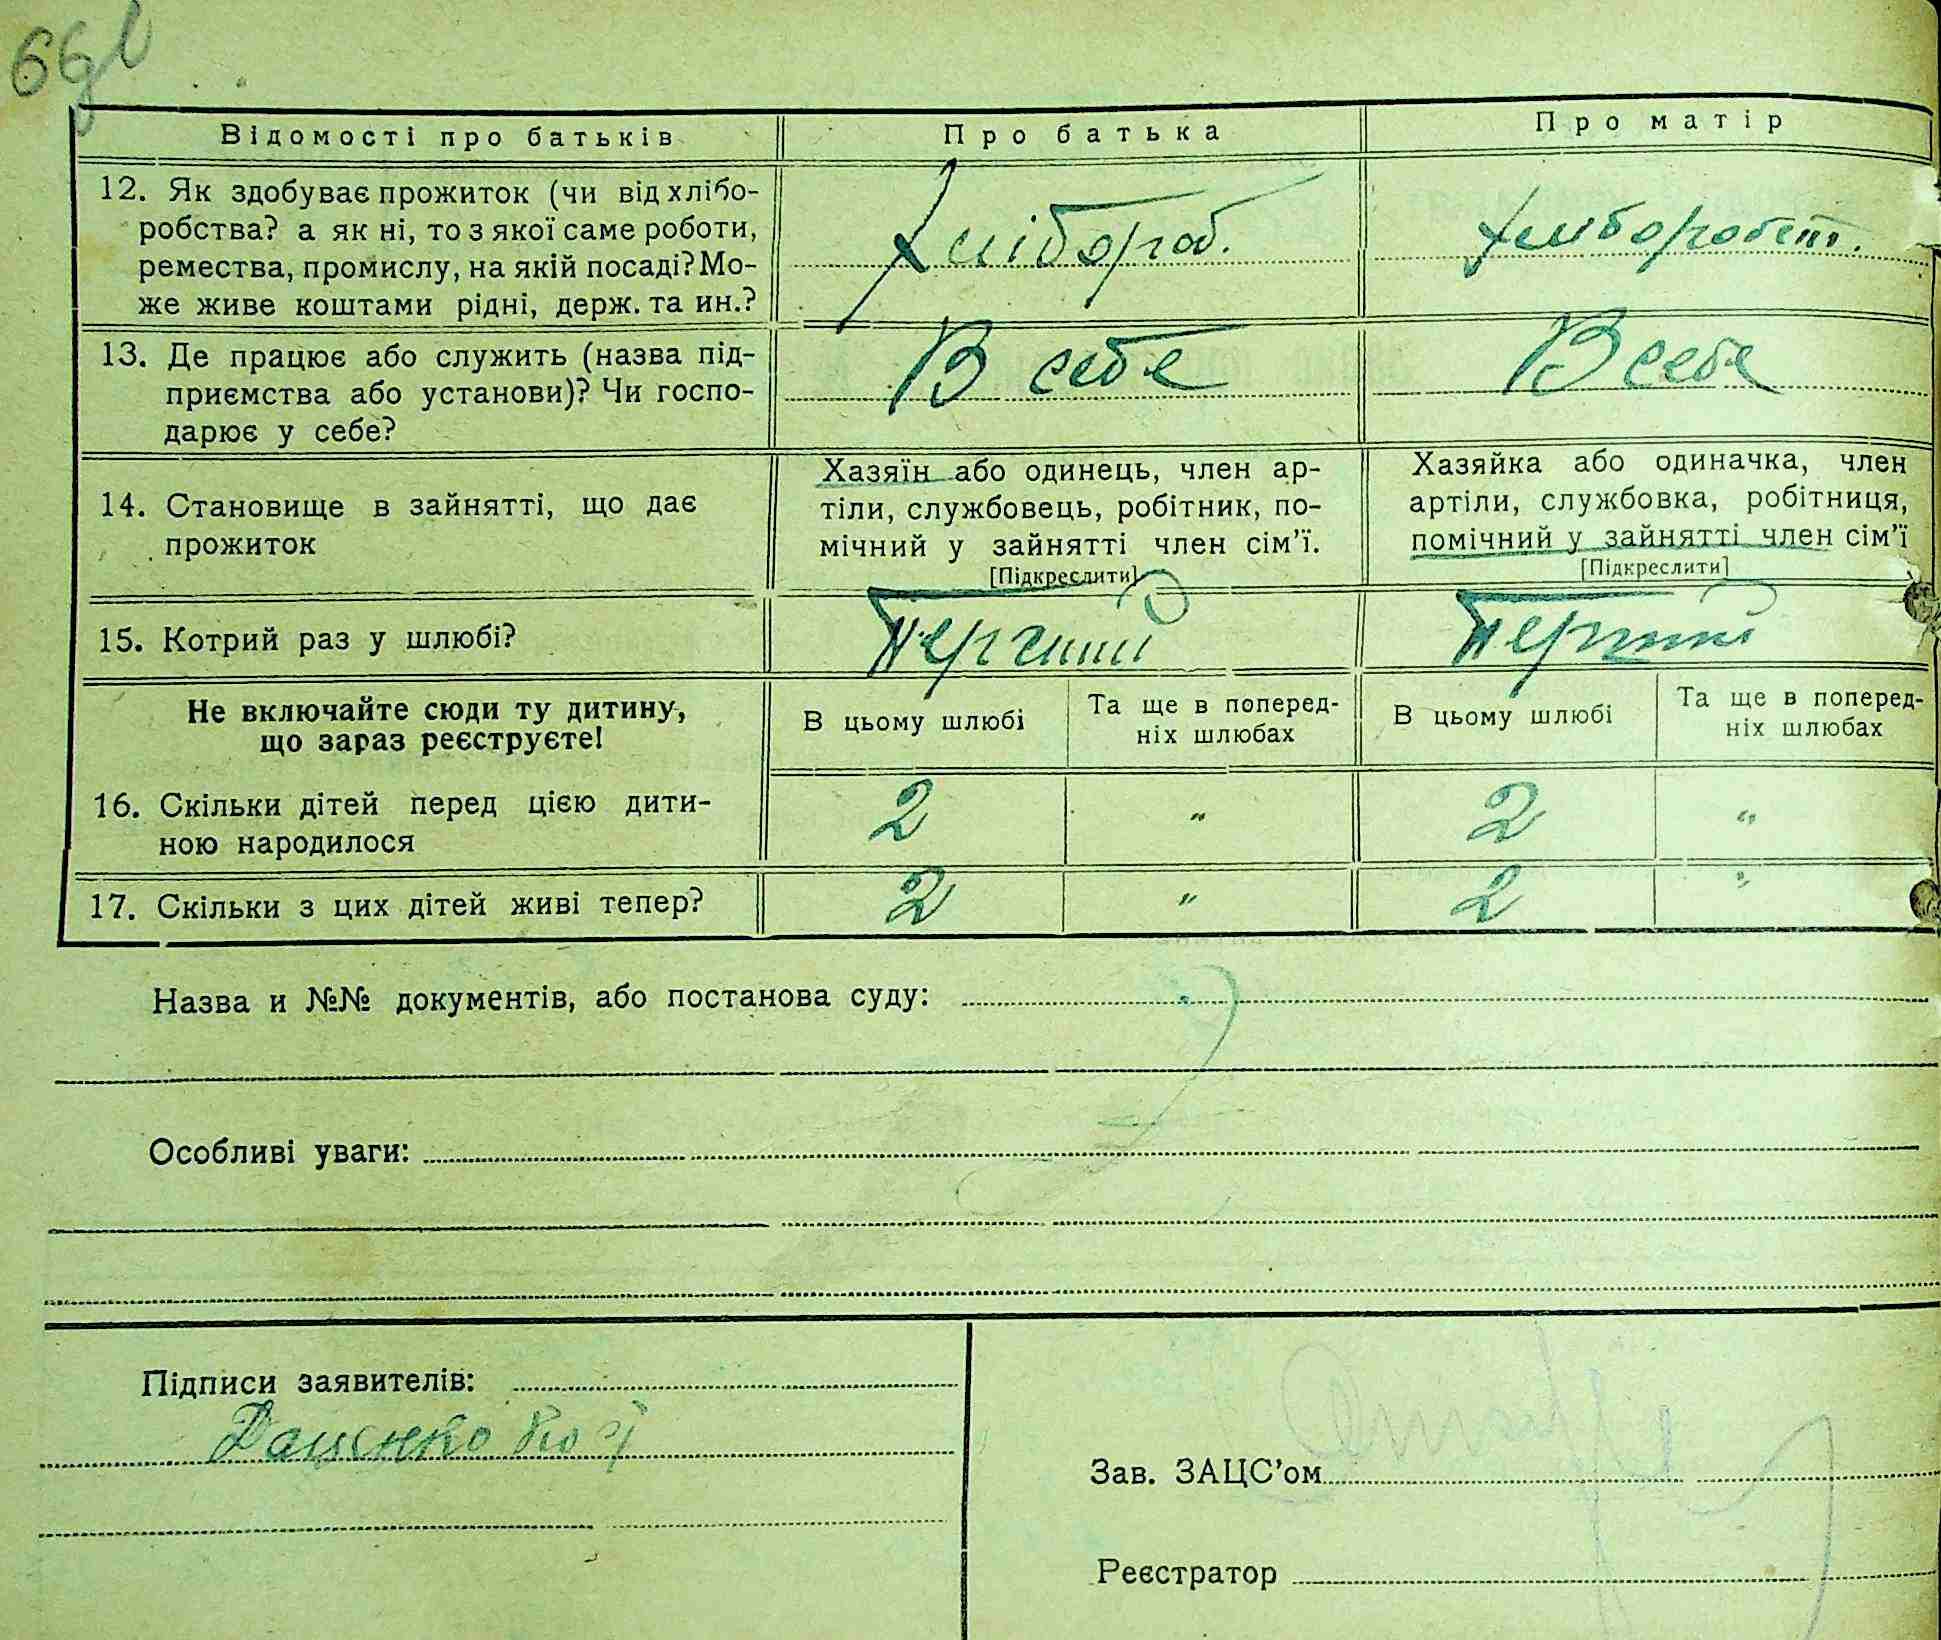 Відомості про батьків
Про батька
Про матір
12. Як здобуває прожиток (чи від хлібо-
робства? а як ні, то з якої саме роботи,
ремества, промислу, на якій посаді? Мо-
же живе коштами рідні, держ. та ин.?
Хлібороб.
13. Де працює або служить (назва під-
приємства або установи)? Чи госпо-
дарює у себе?
В себе
В себе
14. Становище в зайнятті, що дає
прожиток
Хазяїн або одинець, член ар-
тіли, службовець, робітник, по-
мічний у зайнятті член сім'ї.
[Підкреслити]
Хазяйка або одиначка, член
артіли, службовка, робітниця,
помічний у зайнятті член сім'ї
[Підкреслити]
15. Котрий раз у шлюбі?
Не включайте сюди ту дитину,
що зараз реєструєте!
В цьому шлюбі
Та ще в поперед-
ніх шлюбах
В цьому шлюбі
Та ще в поперед-
ніх шлюбах
16. Скільки дітей перед цією дити-
ною народилося
2
"
2
"
17. Скільки з цих дітей живі тепер?
2
"
2
"
Назва и №№ документів, або постанова суду:
Особливі уваги:
Підписи заявителів:
Даценко
Зав. ЗАЦС'ом
Реєстратор